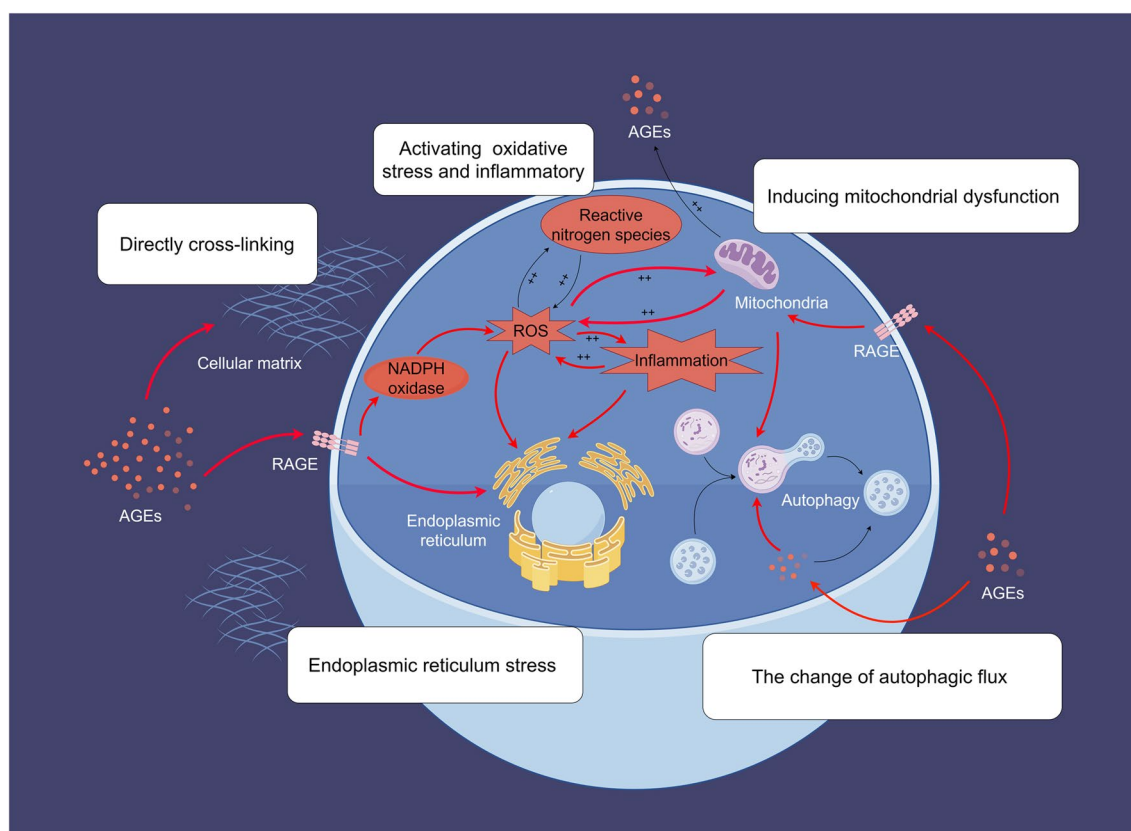 AGEs
Activating oxidative
stress and inflammatory
Inducing mitochondrial dysfunction
Directly cross-linking
Reactive
nitrogen species
++
++
++
++
++
Mitochondria
ROS
++
++
Inflammation
RAGE
Cellular matrix
NADPH
oxidase
RAGE
AGEs
Endoplasmic
reticulum
Autophagy
AGEs
Endoplasmic reticulum stress
The change of autophagic flux